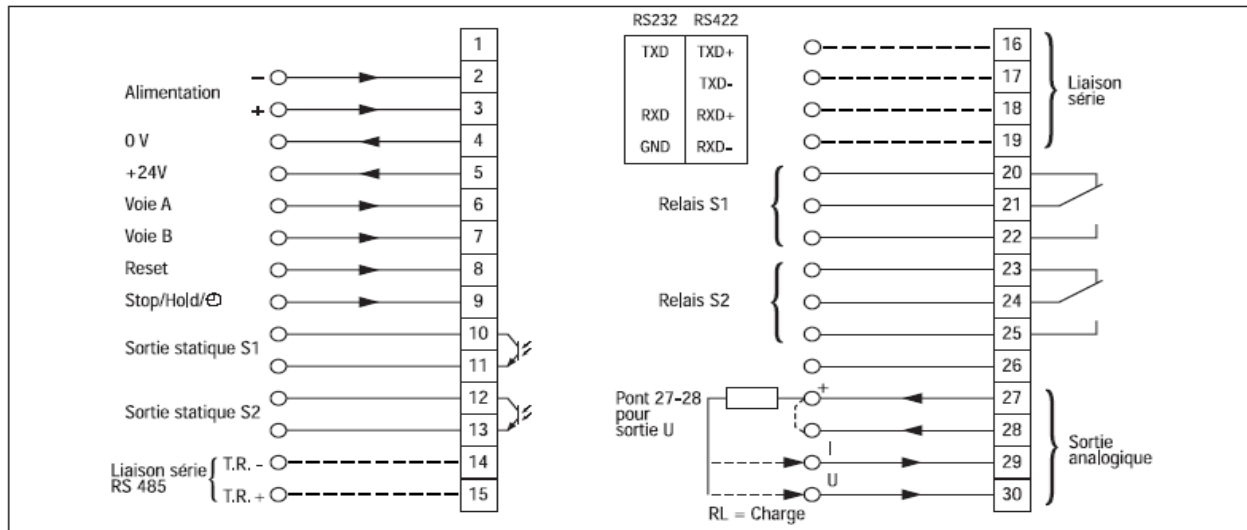 1
Alimentation
− 2
+ 3
0 V 4
+24V 5
Voie A 6
Voie B 7
Reset 8
Stop/Hold/ 9
Sortie statique S1
10
11
Sortie statique S2
12
13
Liaison série
RS 485
T.R. - 14
T.R. + 15
RS232 RS422
TXD TXD+
TXD-
RXD RXD+
GND RXD-
16
17
18
19
Liaison
série
Relais S1
20
21
22
Relais S2
23
24
25
26
Pont 27-28
pour
sortie U
+ 27
28
I 29
U 30
Sortie
analogique
RL = Charge